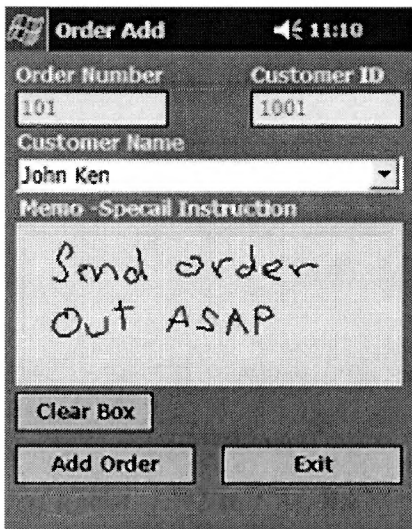 Order Add 11:10
Order Number Customer ID
101 1001
Customer Name
John Ken
Memo -Specail Instruction
Send order
Out ASAP
Clear Box
Add Order Exit